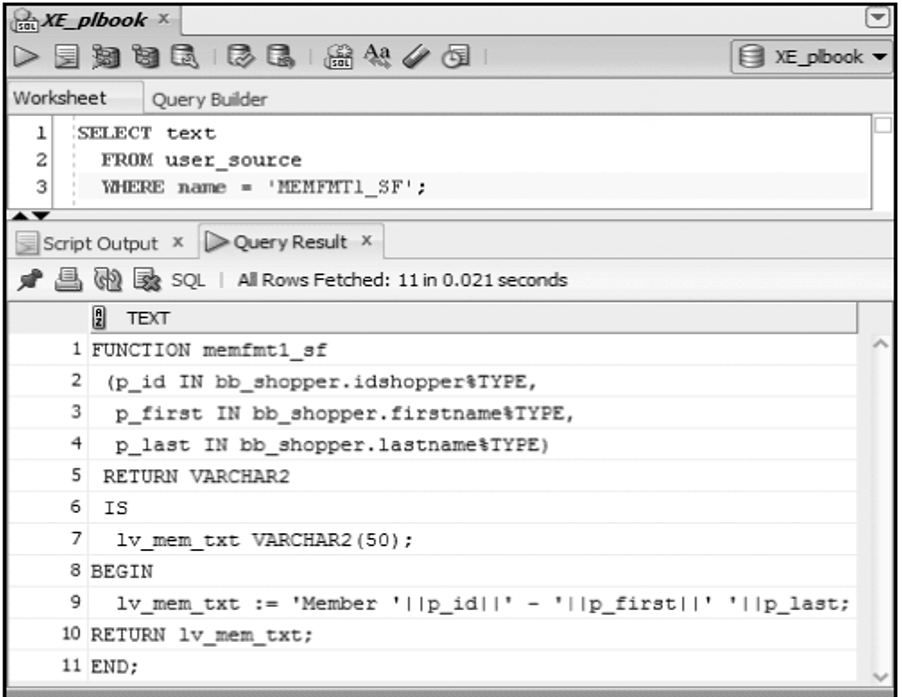 XE_plbook
XE_plbook
Worksheet Query Builder
1 SELECT text
2 FROM user_source
3 WHERE name = 'MEMFMT1_SF';
Script Output Query Result
SQL All Rows Fetched: 11 in 0.021 seconds
TEXT
1 FUNCTION memfmt1_sf
2 (p_id IN bb_shopper.idshopper%TYPE,
3 p_first IN bb_shopper.firstname%TYPE,
4 p_last IN bb_shopper.lastname%TYPE)
5 RETURN VARCHAR2
6 IS
7 lv_mem_txt VARCHAR2(50);
8 BEGIN
9 lv_mem_txt := 'Member '||p_id||' - '||p_first||' '||p_last;
10 RETURN lv_mem_txt;
11 END;